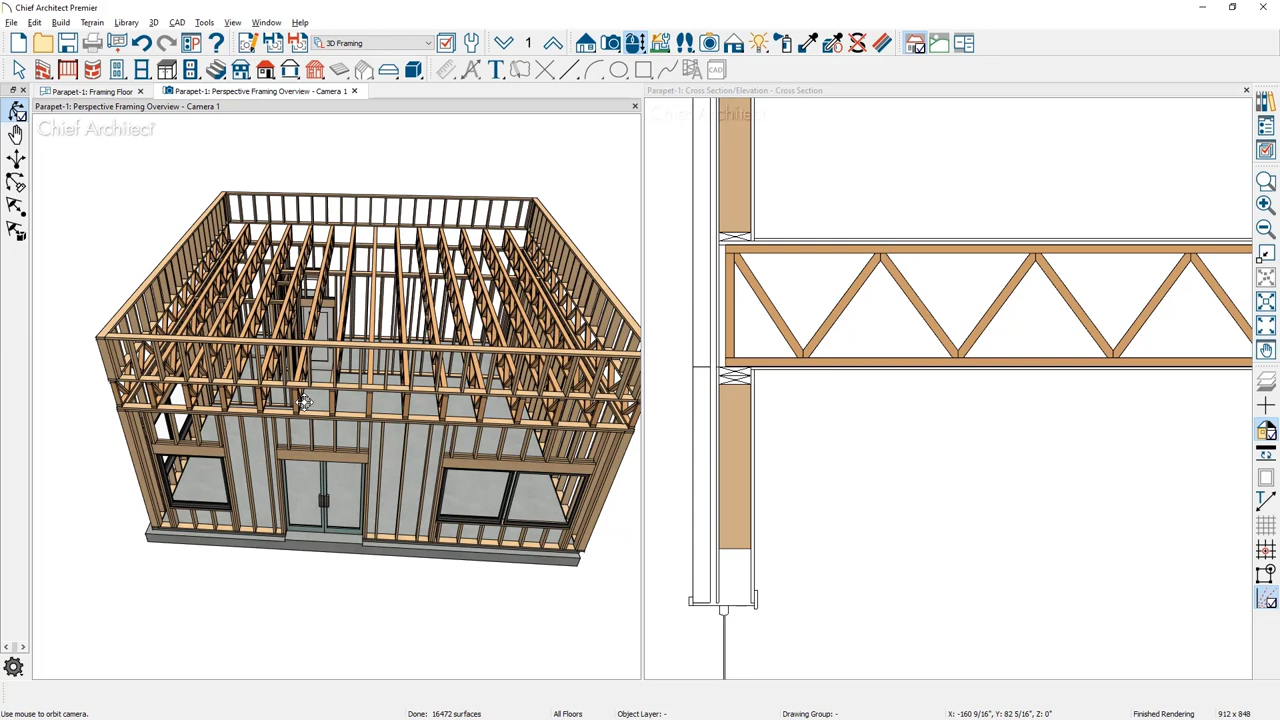 Chief Architect Premier
File Edit Build Terrain Library 3D CAD Tools View Window Help
3D Framing
1
CAD
Parapet-1: Framing Floor
Parapet-1: Perspective Framing Overview - Camera 1
Parapet-1: Cross Section/Elevation - Cross Section
Parapet-1: Perspective Framing Overview - Camera 1
Chief Architect
Chief Architect
Use mouse to orbit camera.
Done: 16472 surfaces
All Floors
Object Layer: -
Drawing Group: -
X: -160 9/16", Y: 82 5/16", Z: 0"
Finished Rendering
912 x 848